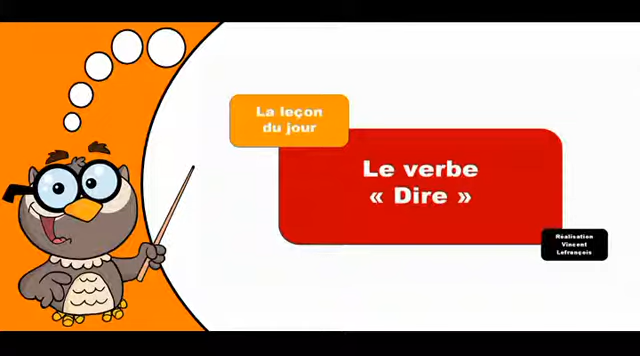 La leçon
du jour
Le verbe
« Dire »
Réalisation
Vincent
Lefrançois